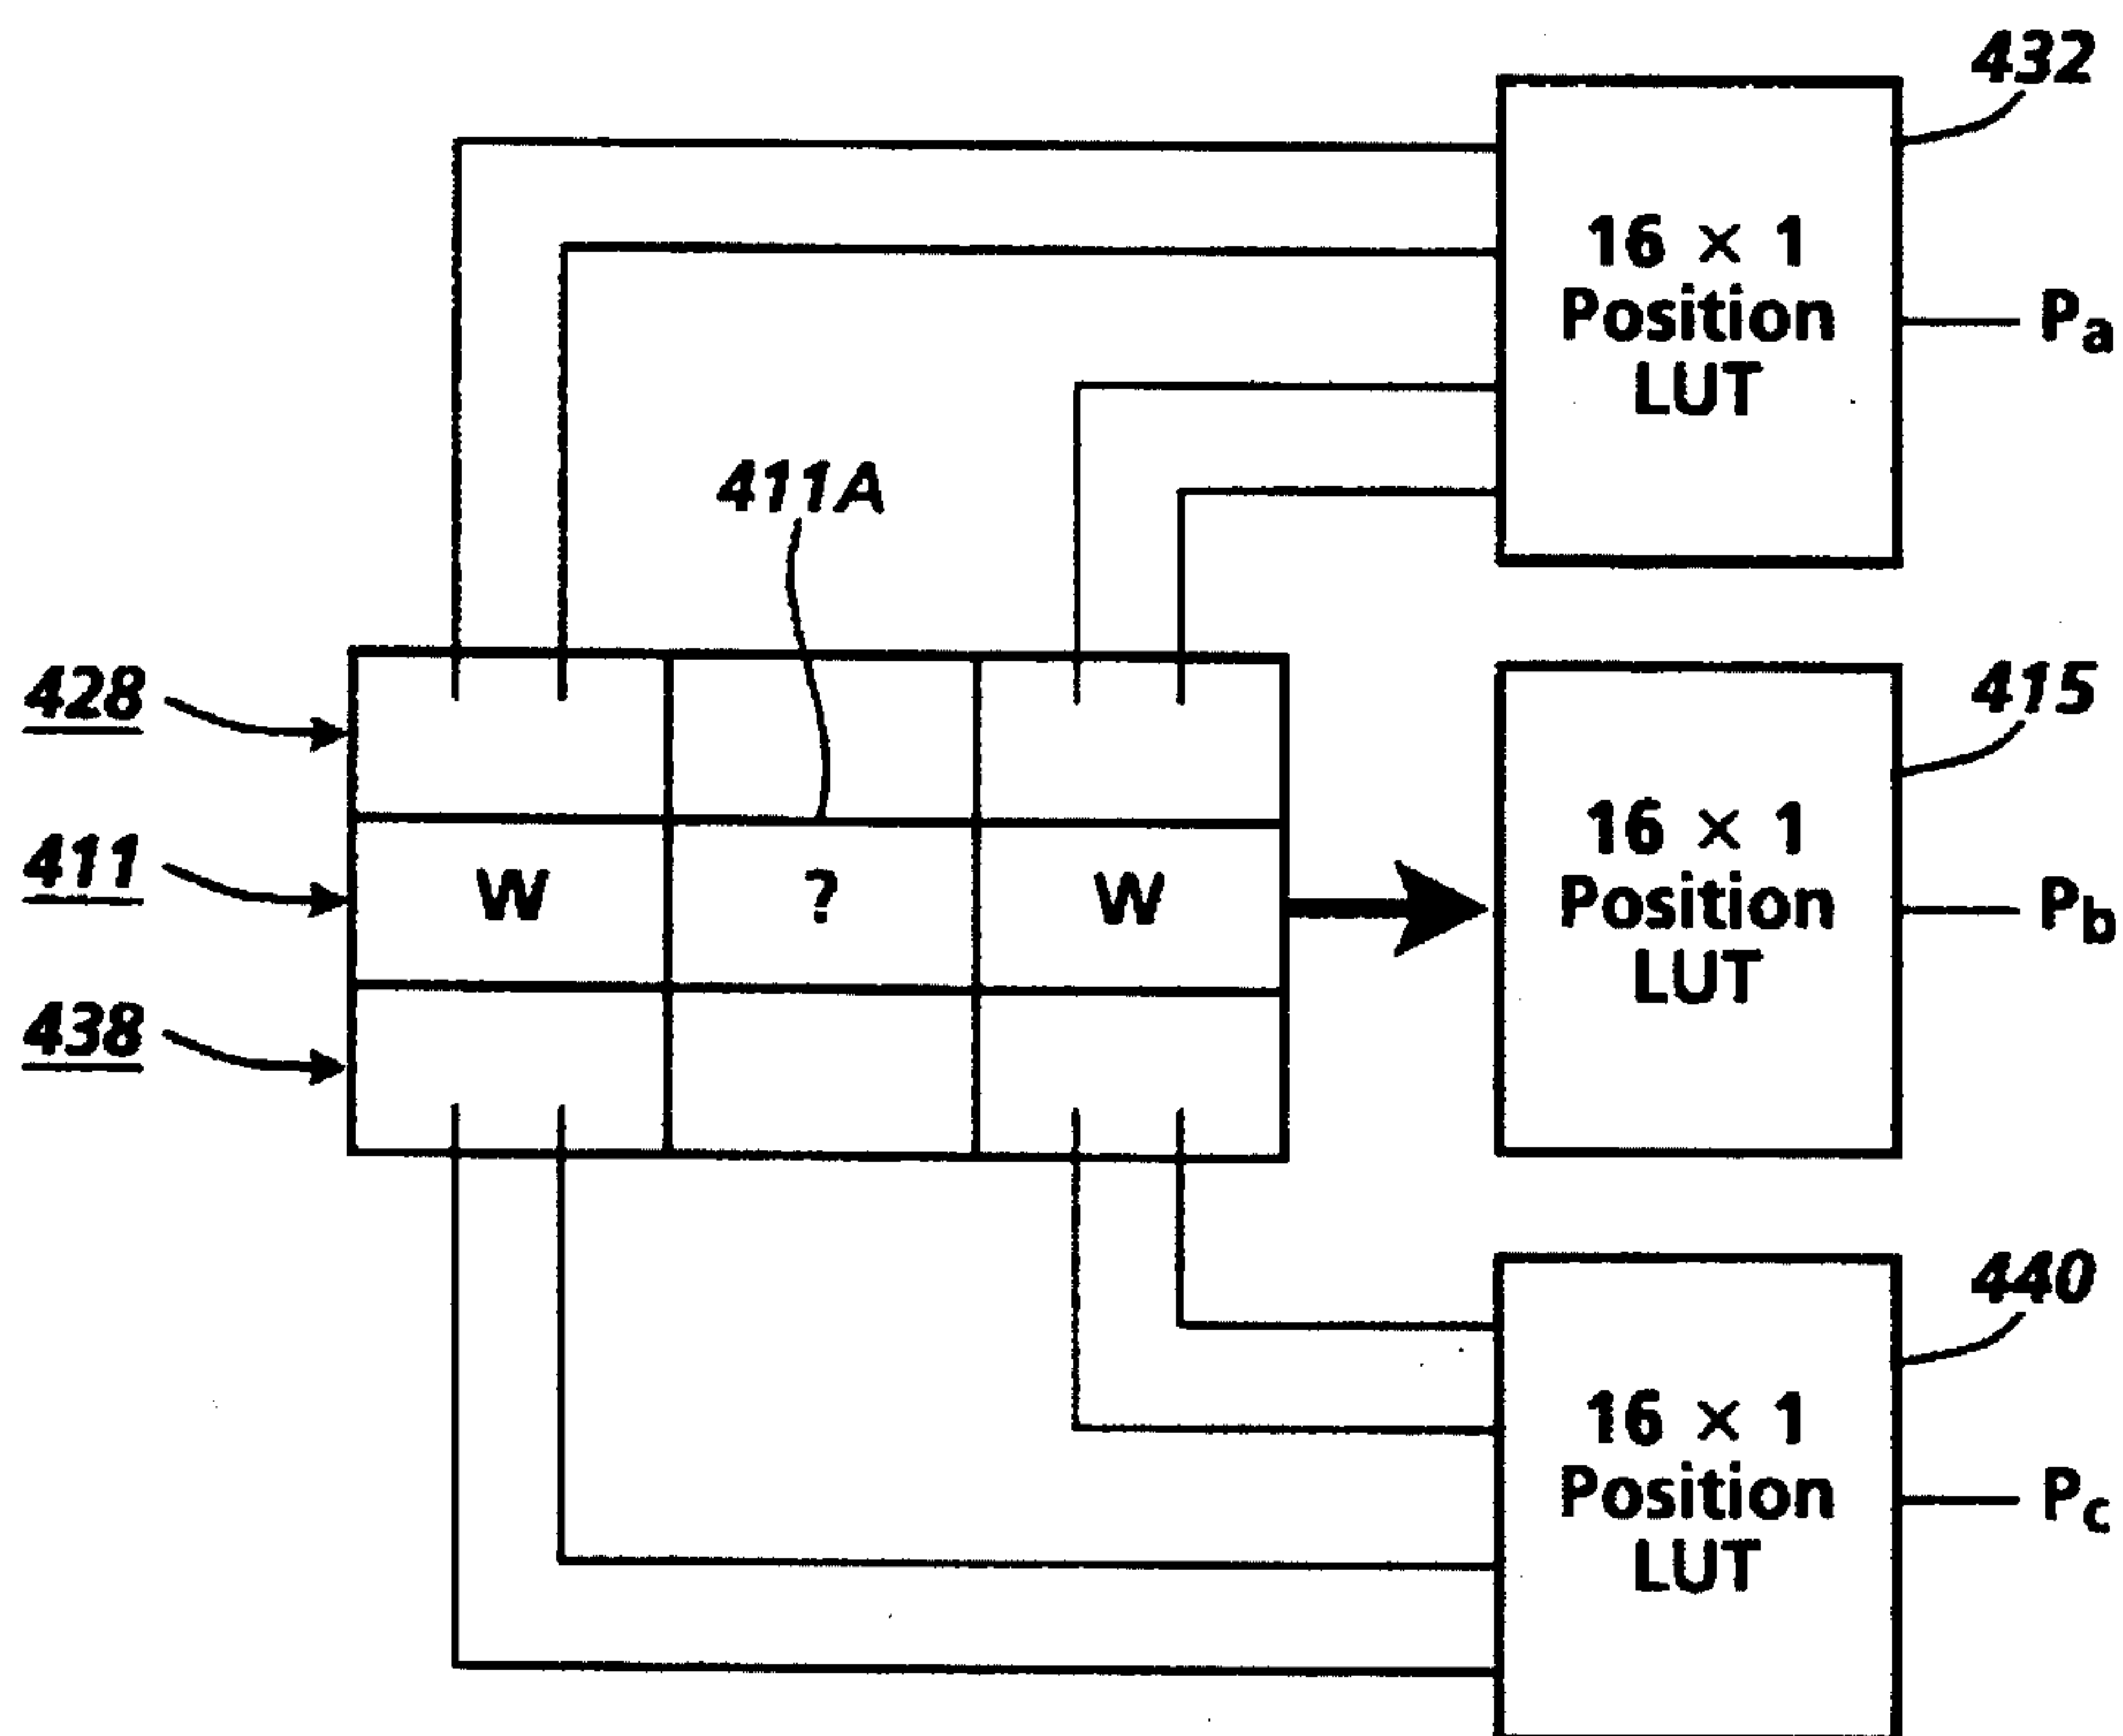 432
16 × 1
Position
LUT
Pa
411A
428
411
438
W ? W
415
16 × 1
Position
LUT
Pb
440
16 × 1
Position
LUT
Pc